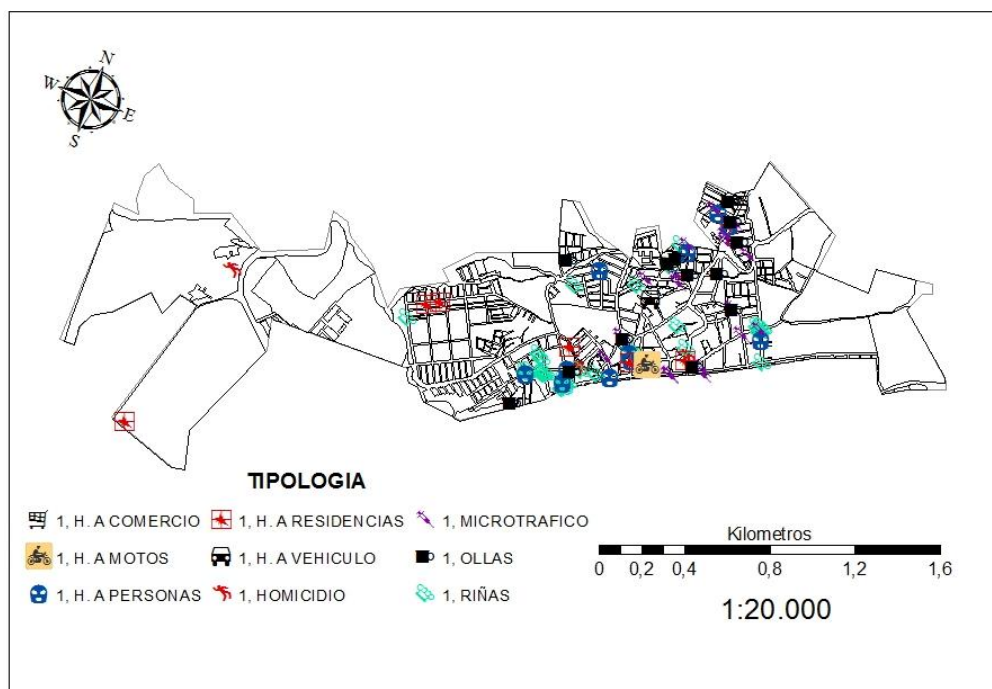 N
W
E
S
TIPOLOGIA
1, H. A COMERCIO 1, H. A RESIDENCIAS 1, MICROTRAFICO
1, H. A MOTOS 1, H. A VEHICULO 1, OLLAS
1, H. A PERSONAS 1, HOMICIDIO 1, RIÑAS
Kilometros
0 0,2 0,4 0,8 1,2 1,6
1:20.000